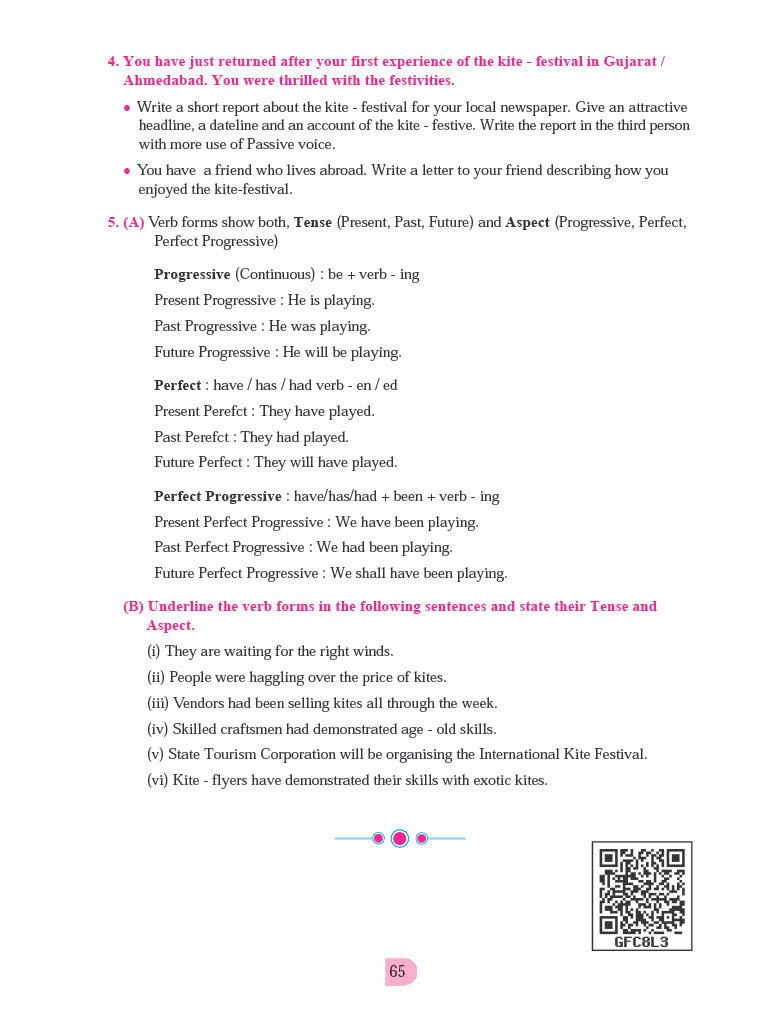 4. You have just returned after your first experience of the kite - festival in Gujarat /
Ahmedabad. You were thrilled with the festivities.
• Write a short report about the kite - festival for your local newspaper. Give an attractive
headline, a dateline and an account of the kite - festive. Write the report in the third person
with more use of Passive voice.
• You have a friend who lives abroad. Write a letter to your friend describing how you
enjoyed the kite-festival.
5. (A) Verb forms show both, Tense (Present, Past, Future) and Aspect (Progressive, Perfect,
Perfect Progressive)
Progressive (Continuous) : be + verb - ing
Present Progressive : He is playing.
Past Progressive : He was playing.
Future Progressive : He will be playing.
Perfect : have / has / had verb - en / ed
Present Perefct : They have played.
Past Perefct : They had played.
Future Perfect : They will have played.
Perfect Progressive : have/has/had + been + verb - ing
Present Perfect Progressive : We have been playing.
Past Perfect Progressive : We had been playing.
Future Perfect Progressive : We shall have been playing.
(B) Underline the verb forms in the following sentences and state their Tense and
Aspect.
(i) They are waiting for the right winds.
(ii) People were haggling over the price of kites.
(iii) Vendors had been selling kites all through the week.
(iv) Skilled craftsmen had demonstrated age - old skills.
(v) State Tourism Corporation will be organising the International Kite Festival.
(vi) Kite - flyers have demonstrated their skills with exotic kites.
GFC8L3
65